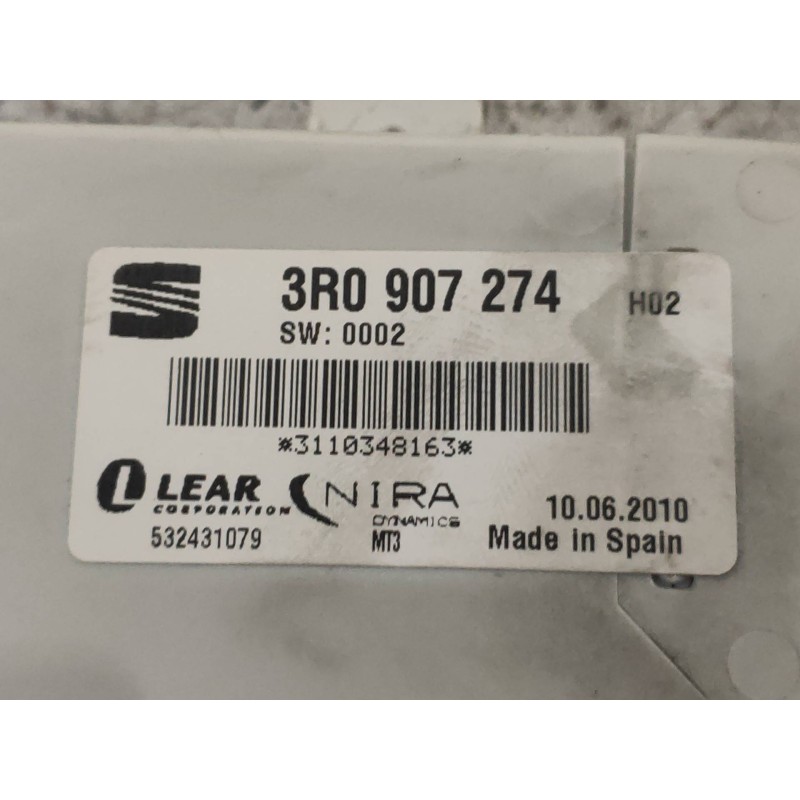 3R0 907 274 H02
SW: 0002
*3110348163*
LEAR CORPORATION
NIRA DYNAMICS
10.06.2010
532431079
MT3
Made in Spain